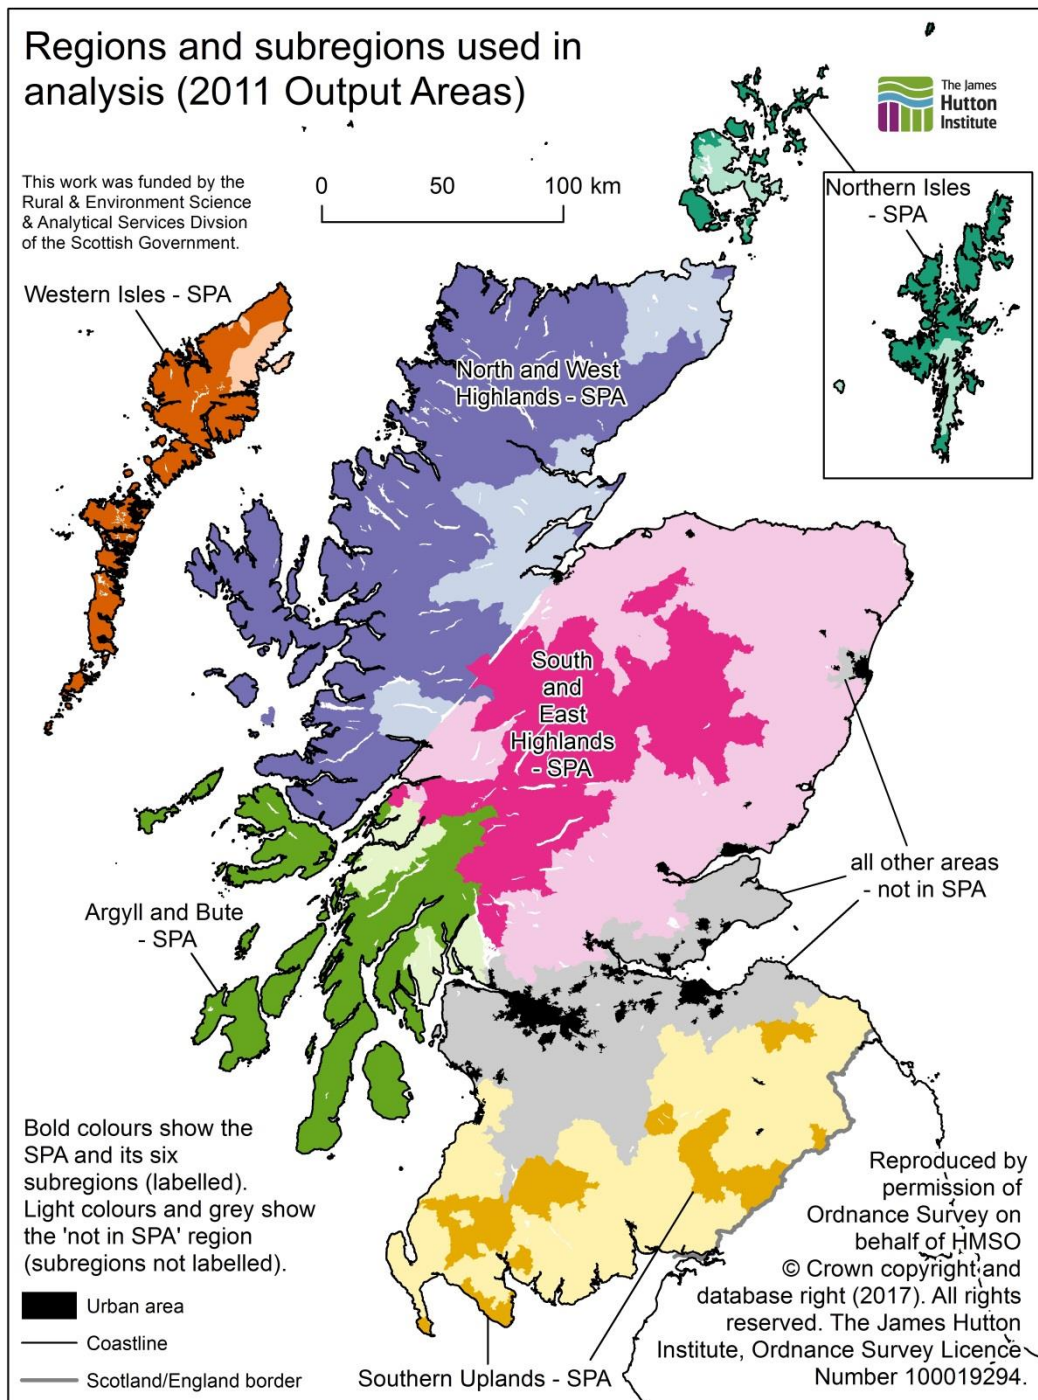 Regions and subregions used in
analysis (2011 Output Areas)
The James
Hutton
Institute
This work was funded by the
Rural & Environment Science
& Analytical Services Divsion
of the Scottish Government.
0 50 100 km
Northern Isles
- SPA
Western Isles - SPA
North and West
Highlands - SPA
South
and
East
Highlands
- SPA
all other areas
- not in SPA
Argyll and Bute
- SPA
Bold colours show the
SPA and its six
subregions (labelled).
Light colours and grey show
the 'not in SPA' region
(subregions not labelled).
Urban area
Coastline
Scotland/England border
Southern Uplands - SPA
Reproduced by
permission of
Ordnance Survey on
behalf of HMSO
© Crown copyright and
database right (2017). All rights
reserved. The James Hutton
Institute, Ordnance Survey Licence
Number 100019294.